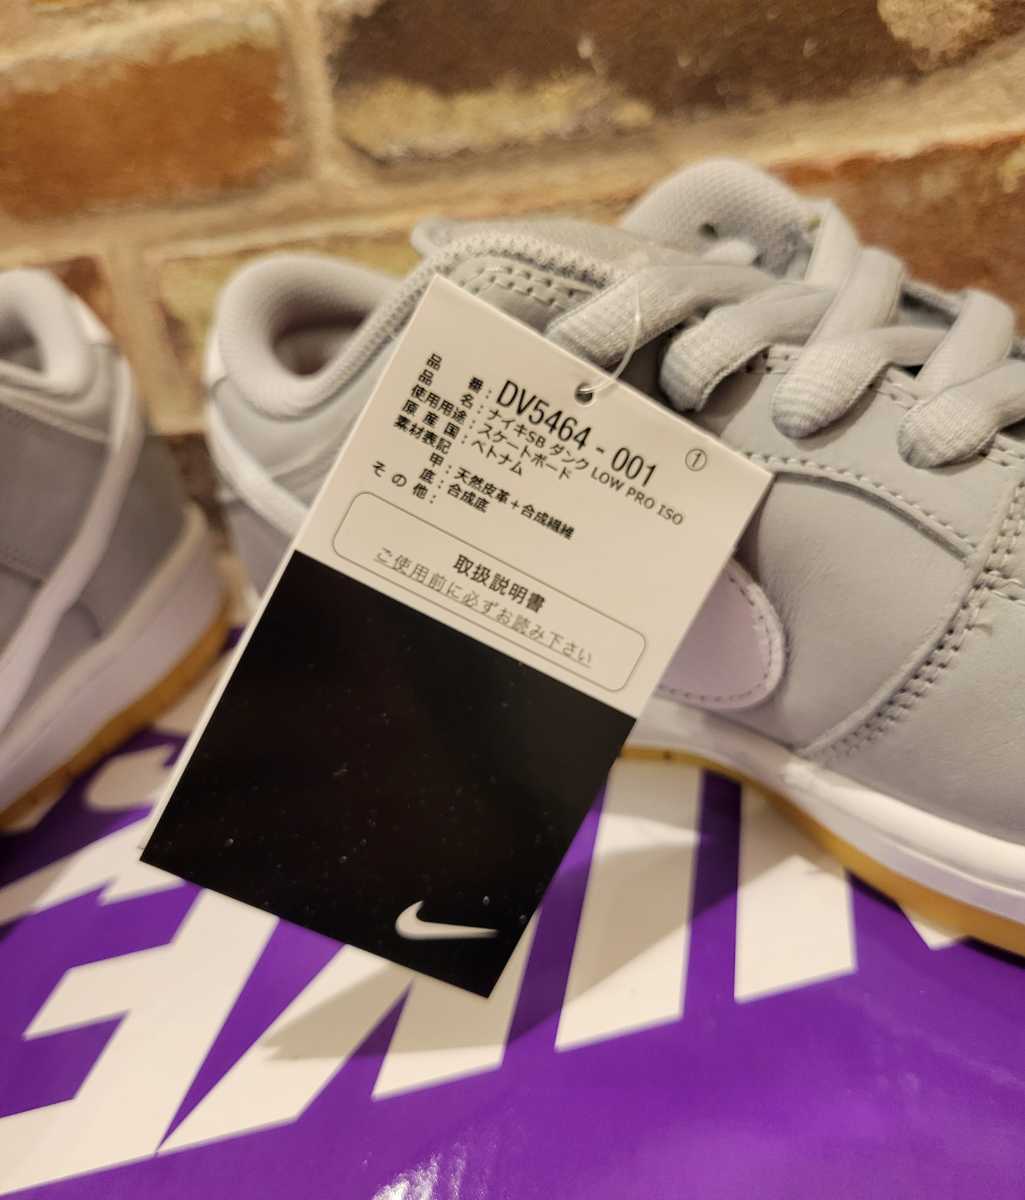 品番：DV5464-001 ①
品名：ナイキSB ダンク LOW PRO ISO
使用用途：スケートボード
原産国：ベトナム
素材表記
甲：天然皮革＋合成繊維
底：合成底
その他：
取扱説明書
ご使用前に必ずお読み下さい